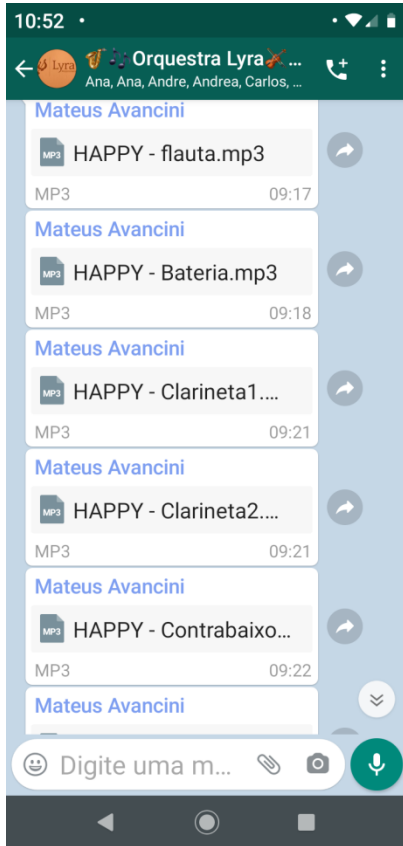 10:52
Lyra
Orquestra Lyra ...
Ana, Ana, Andre, Andrea, Carlos, ...
Mateus Avancini
MP3
HAPPY - flauta.mp3
MP3
09:17
Mateus Avancini
MP3
HAPPY - Bateria.mp3
MP3
09:18
Mateus Avancini
MP3
HAPPY - Clarineta1....
MP3
09:21
Mateus Avancini
MP3
HAPPY - Clarineta2....
MP3
09:21
Mateus Avancini
MP3
HAPPY - Contrabaixo...
MP3
09:22
Mateus Avancini
Digite uma m...